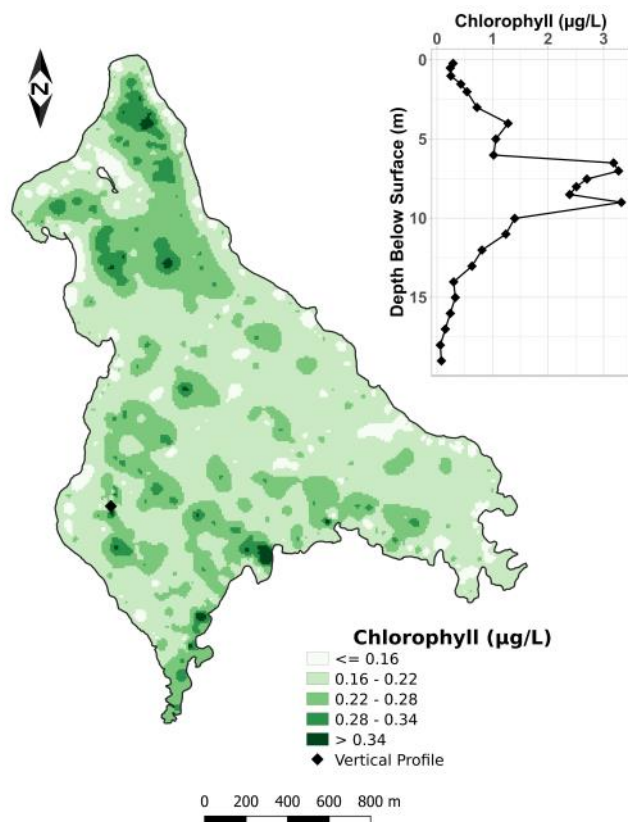 Chlorophyll (µg/L)
0 1 2 3
Depth Below Surface (m)
0
5
10
15
N
Chlorophyll (µg/L)
<= 0.16
0.16 - 0.22
0.22 - 0.28
0.28 - 0.34
> 0.34
Vertical Profile
0 200 400 600 800 m